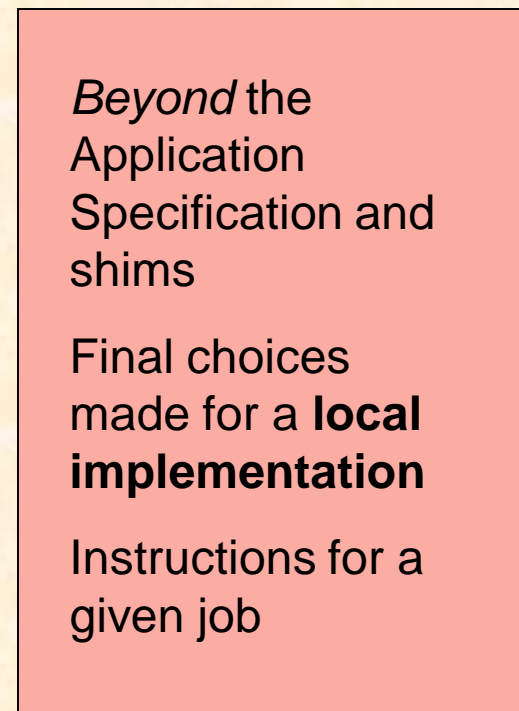 Beyond the
Application
Specification and
shims
Final choices
made for a local
implementation
Instructions for a
given job